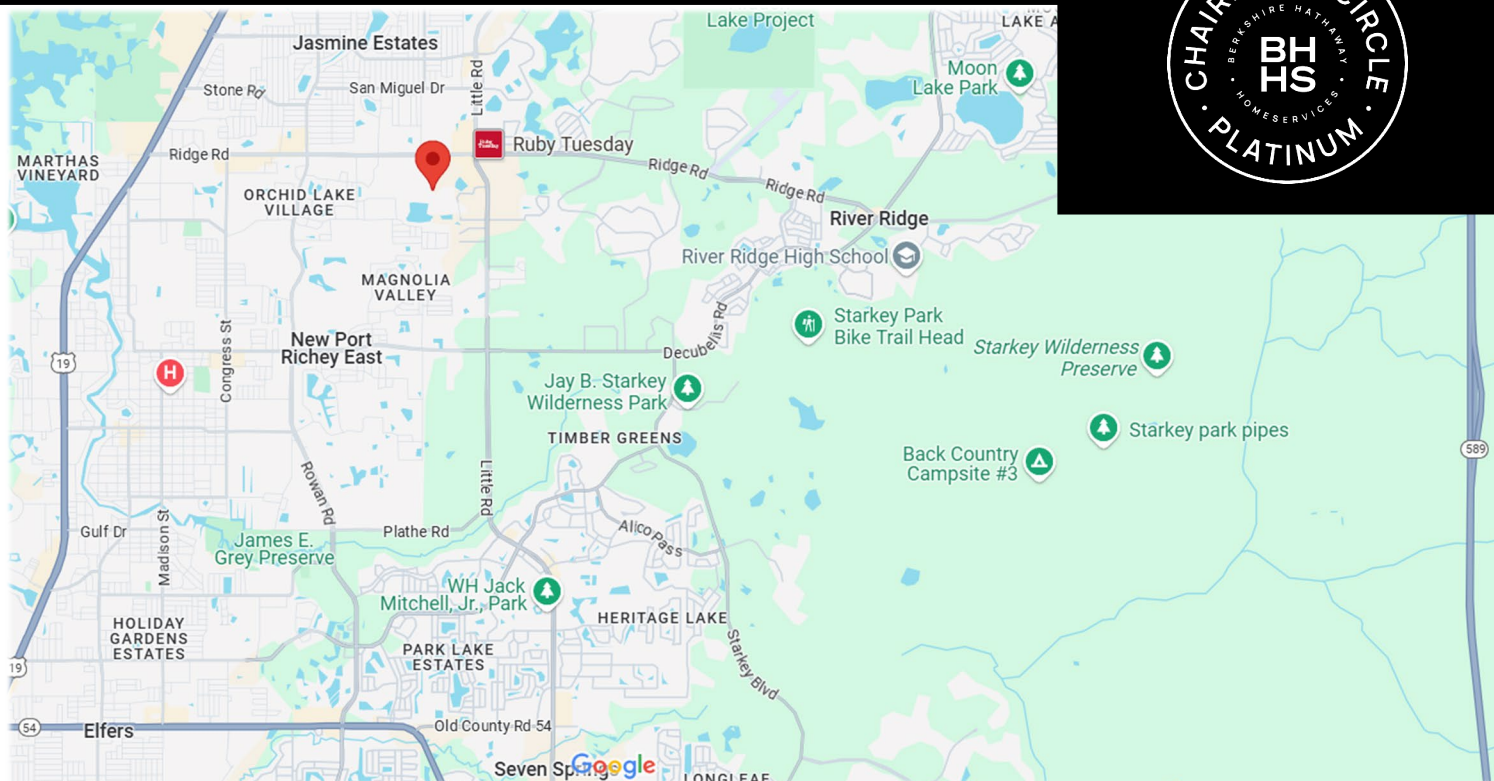 Lake Project
LAKE A
Jasmine Estates
Moon
Lake Park
Stone Rd
San Miguel Dr
Little Rd
Ruby Tuesday
MARTHAS
VINEYARD
Ridge Rd
Ridge Rd
Ridge Rd
ORCHID LAKE
VILLAGE
River Ridge
River Ridge High School
MAGNOLIA
VALLEY
Starkey Park
Bike Trail Head
New Port
Richey East
Congress St
Decubellis Rd
Starkey Wilderness
Preserve
19
H
Jay B. Starkey
Wilderness Park
TIMBER GREENS
Starkey park pipes
Back Country
Campsite #3
589
Rowan Rd
Little Rd
Gulf Dr
Madison St
James E.
Grey Preserve
Plathe Rd
Alico Pass
WH Jack
Mitchell, Jr., Park
HERITAGE LAKE
HOLIDAY
GARDENS
ESTATES
PARK LAKE
ESTATES
Starkey Blvd
19
54
Elfers
Old County Rd 54
Seven Springs
Google
LONGLEAF
CIRCLE
BERKSHIRE HATHAWAY
BH
HS
HOMESERVICES
PLATINUM